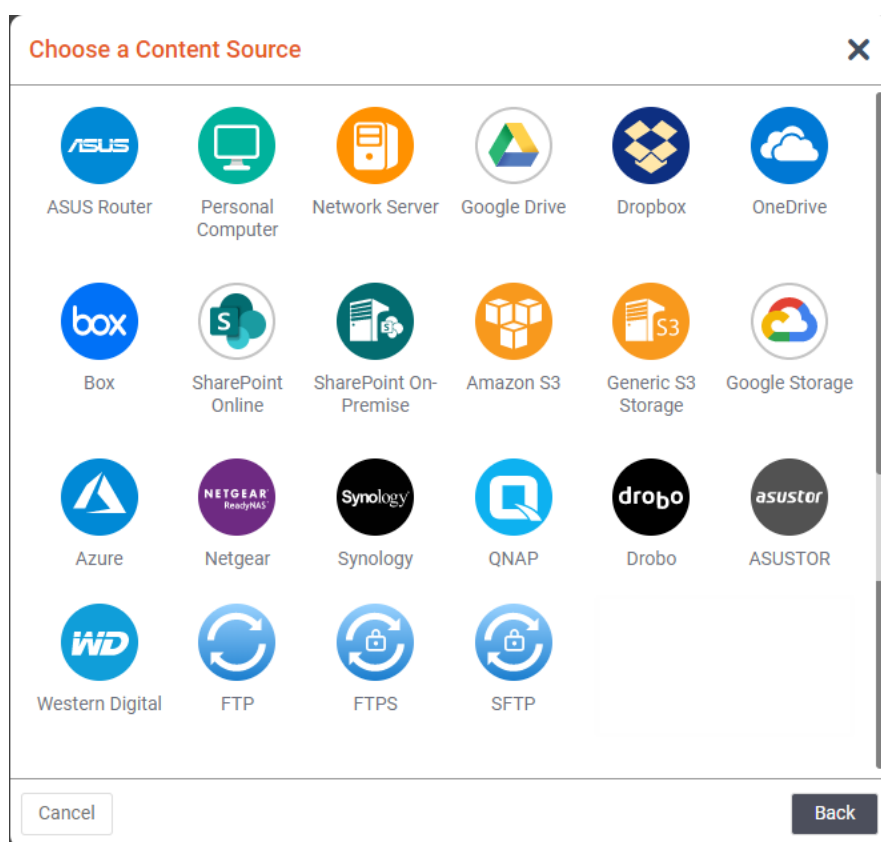 Choose a Content Source
ASUS
ASUS Router
Personal
Computer
Network Server
Google Drive
Dropbox
OneDrive
box
Box
S
SharePoint
Online
S
SharePoint On-
Premise
Amazon S3
S3
Generic S3
Storage
Google Storage
Azure
NETGEAR
ReadyNAS
Netgear
Synology
Synology
QNAP
drobo
Drobo
asustor
ASUSTOR
WD
Western Digital
FTP
FTPS
SFTP
Cancel
Back